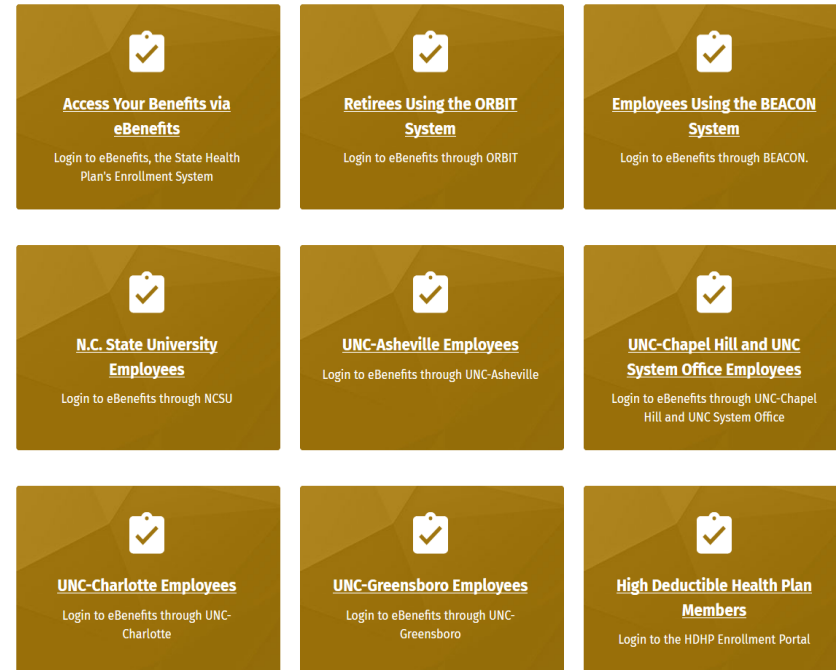 Access Your Benefits via
eBenefits
Login to eBenefits, the State Health
Plan's Enrollment System
Retirees Using the ORBIT
System
Login to eBenefits through ORBIT
Employees Using the BEACON
System
Login to eBenefits through BEACON.
N.C. State University
Employees
Login to eBenefits through NCSU
UNC-Asheville Employees
Login to eBenefits through UNC-Asheville
UNC-Chapel Hill and UNC
System Office Employees
Login to eBenefits through UNC-Chapel
Hill and UNC System Office
UNC-Charlotte Employees
Login to eBenefits through UNC-
Charlotte
UNC-Greensboro Employees
Login to eBenefits through UNC-
Greensboro
High Deductible Health Plan
Members
Login to the HDHP Enrollment Portal